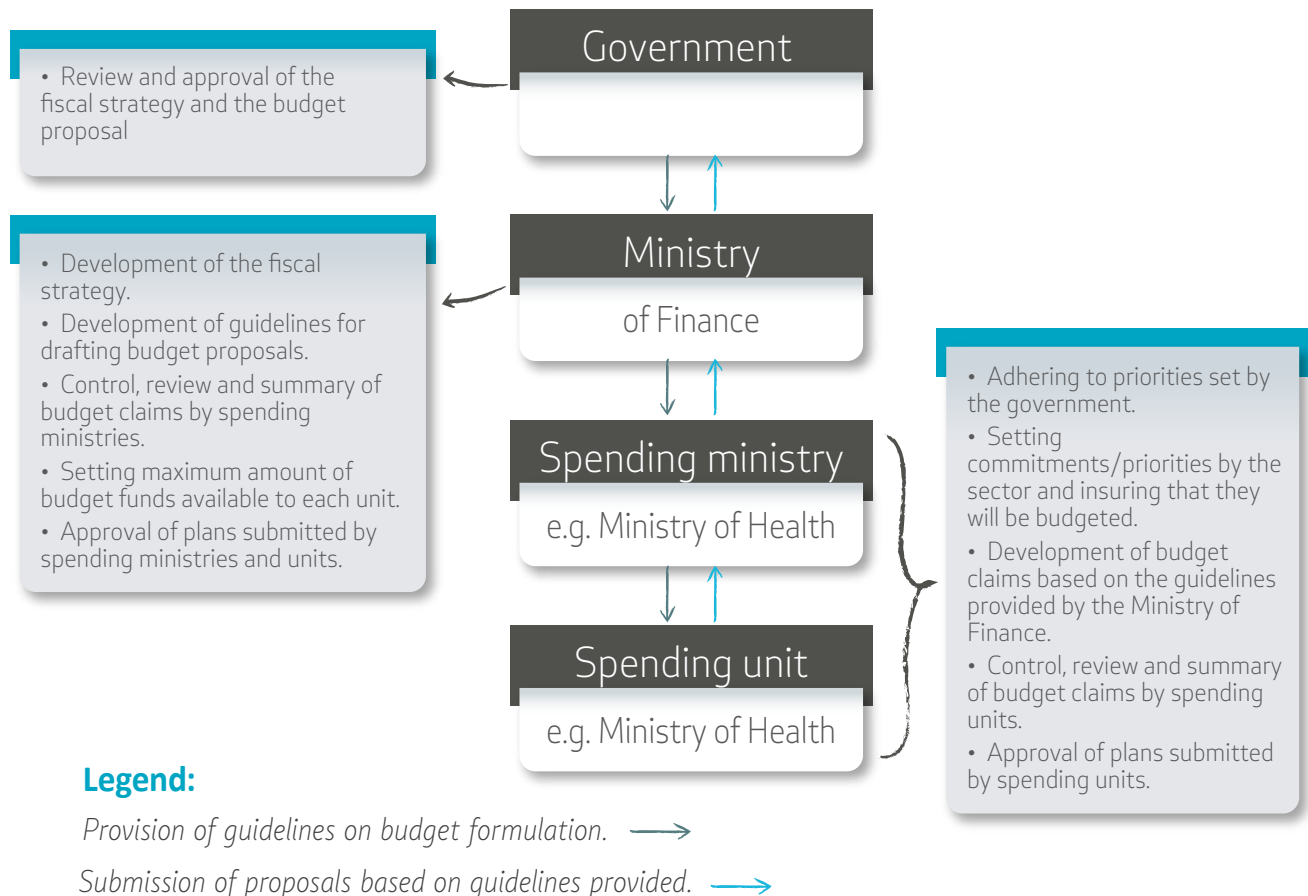 Government
• Review and approval of the
fiscal strategy and the budget
proposal
Ministry
of Finance
• Development of the fiscal
strategy.
• Development of guidelines for
drafting budget proposals.
• Control, review and summary of
budget claims by spending
ministries.
• Setting maximum amount of
budget funds available to each unit.
• Approval of plans submitted by
spending ministries and units.
Spending ministry
e.g. Ministry of Health
Spending unit
e.g. Ministry of Health
• Adhering to priorities set by
the government.
• Setting
commitments/priorities by the
sector and insuring that they
will be budgeted.
• Development of budget
claims based on the guidelines
provided by the Ministry of
Finance.
• Control, review and summary
of budget claims by spending
units.
• Approval of plans submitted
by spending units.
Legend:
Provision of guidelines on budget formulation.
Submission of proposals based on guidelines provided.